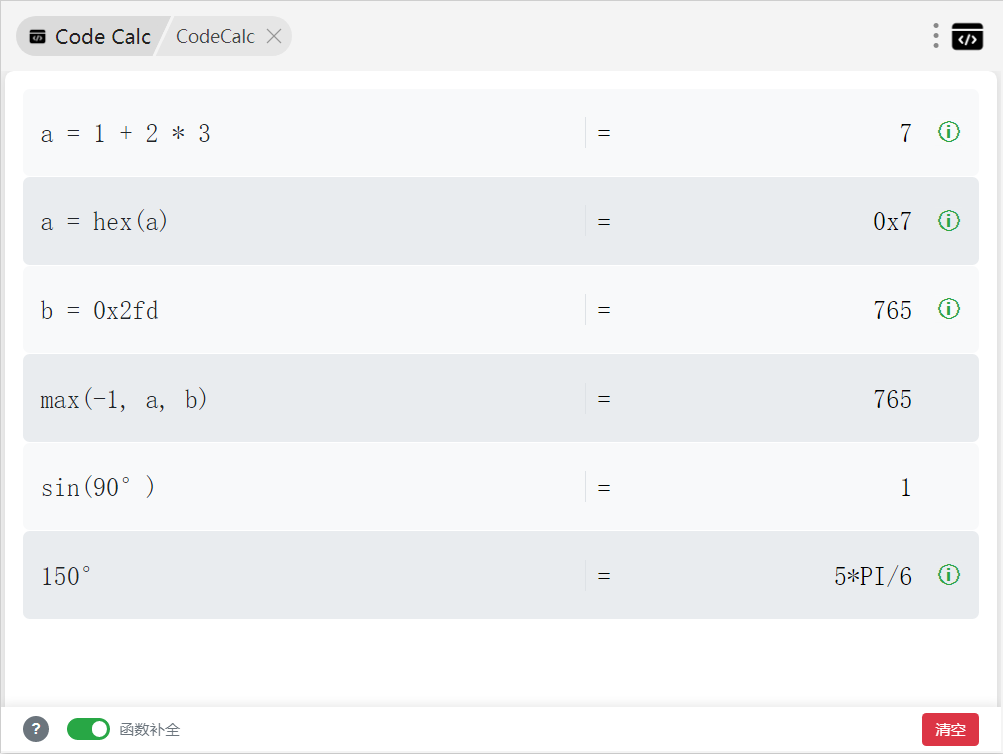 Code Calc CodeCalc
a = 1 + 2 * 3 = 7
a = hex(a) = 0x7
b = 0x2fd = 765
max(-1, a, b) = 765
sin(90°) = 1
150° = 5*PI/6
? 函数补全 清空